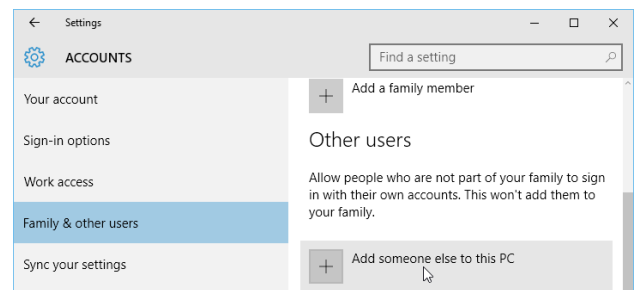 Settings
ACCOUNTS
Find a setting
Your account
Sign-in options
Work access
Family & other users
Sync your settings
Add a family member
Other users
Allow people who are not part of your family to sign
in with their own accounts. This won't add them to
your family.
Add someone else to this PC